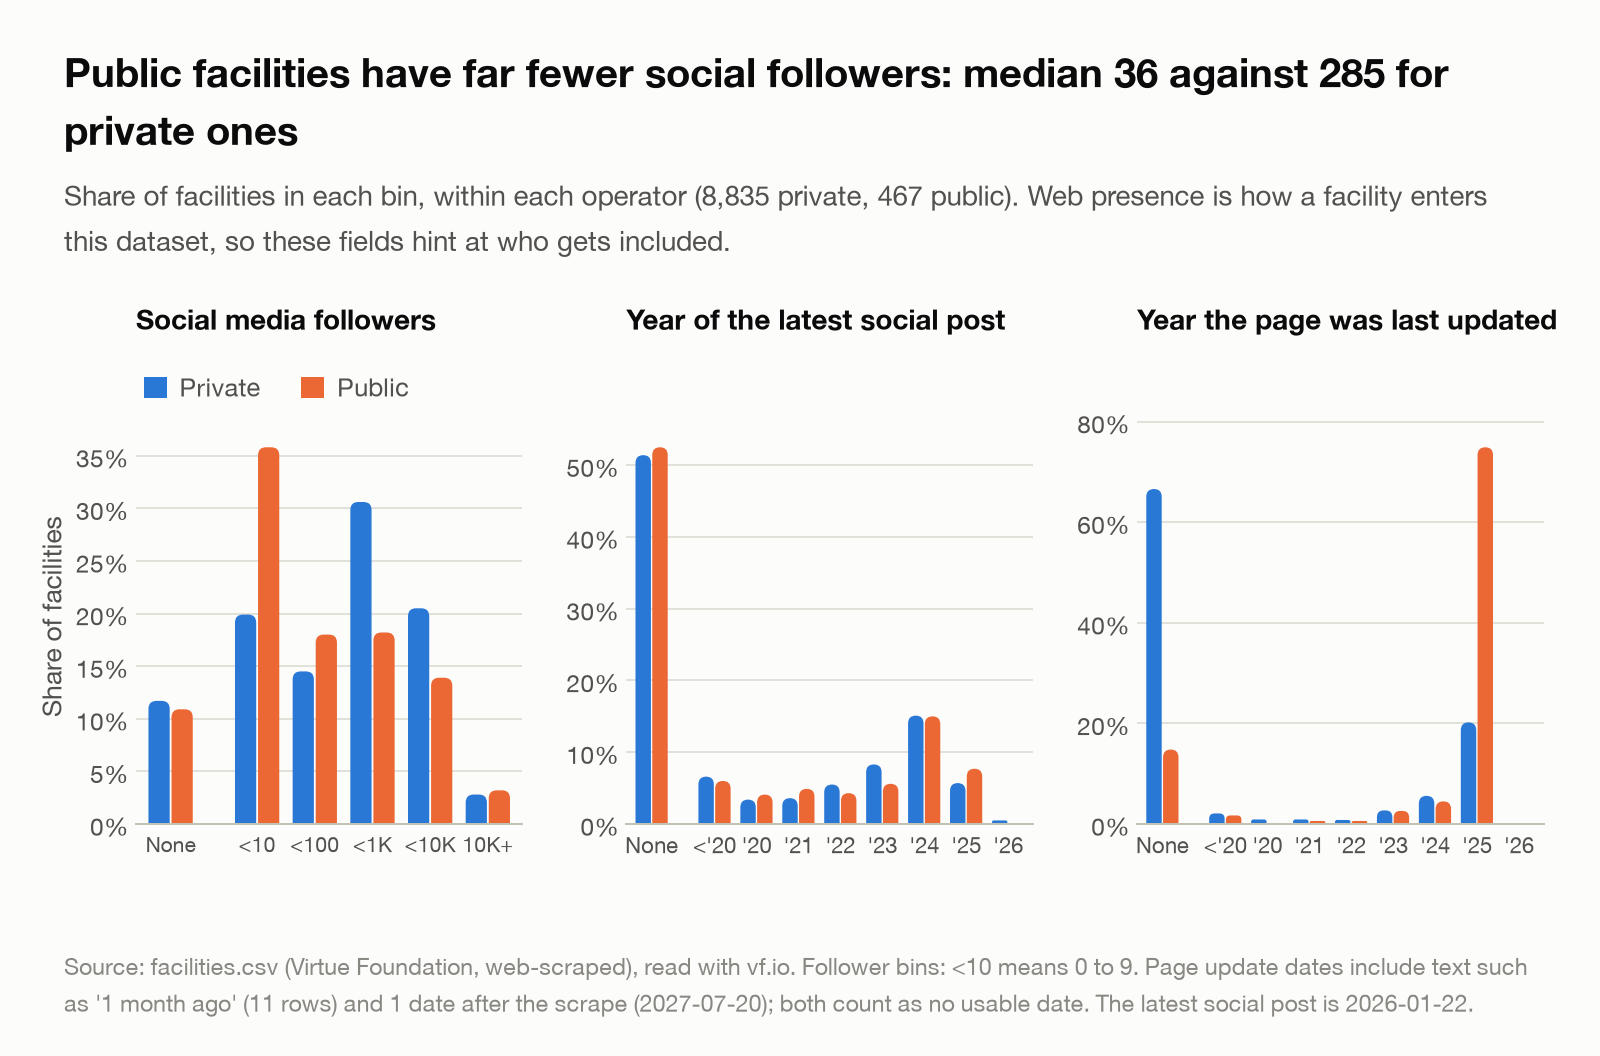 Public facilities have far fewer social followers: median 36 against 285 for
private ones
Share of facilities in each bin, within each operator (8,835 private, 467 public). Web presence is how a facility enters
this dataset, so these fields hint at who gets included.
Social media followers
Private Public
Share of facilities
35%
30%
25%
20%
15%
10%
5%
0%
None <10 <100 <1K <10K 10K+
Year of the latest social post
50%
40%
30%
20%
10%
0%
None <'20 '20 '21 '22 '23 '24 '25 '26
Year the page was last updated
80%
60%
40%
20%
0%
None <'20 '20 '21 '22 '23 '24 '25 '26
Source: facilities.csv (Virtue Foundation, web-scraped), read with vf.io. Follower bins: <10 means 0 to 9. Page update dates include text such
as '1 month ago' (11 rows) and 1 date after the scrape (2027-07-20); both count as no usable date. The latest social post is 2026-01-22.